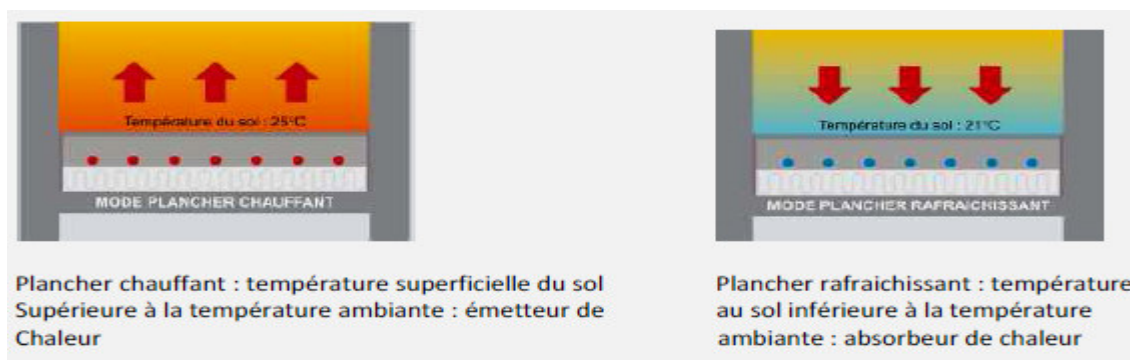 Température du sol : 25°C
MODE PLANCHER CHAUFFANT
Plancher chauffant : température superficielle du sol
Supérieure à la température ambiante : émetteur de
Chaleur
Température du sol : 21°C
MODE PLANCHER RAFRAICHISSANT
Plancher rafraichissant : température
au sol inférieure à la température
ambiante : absorbeur de chaleur